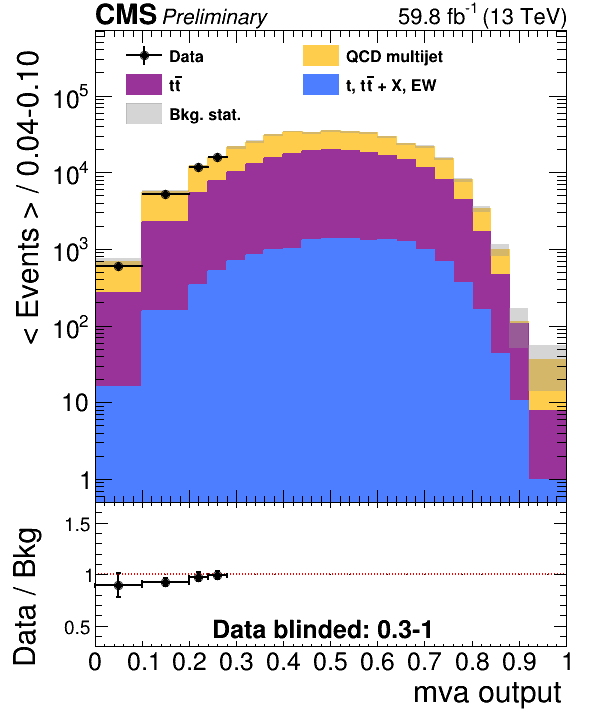 CMS Preliminary 59.8 fb⁻¹ (13 TeV)
Data
QCD multijet
tt̄
t, tt̄ + X, EW
Bkg. stat.
< Events > / 0.04-0.10
10⁵
10⁴
10³
10²
10
1
Data / Bkg
1.5
1
0.5
Data blinded: 0.3-1
0 0.1 0.2 0.3 0.4 0.5 0.6 0.7 0.8 0.9 1
mva output